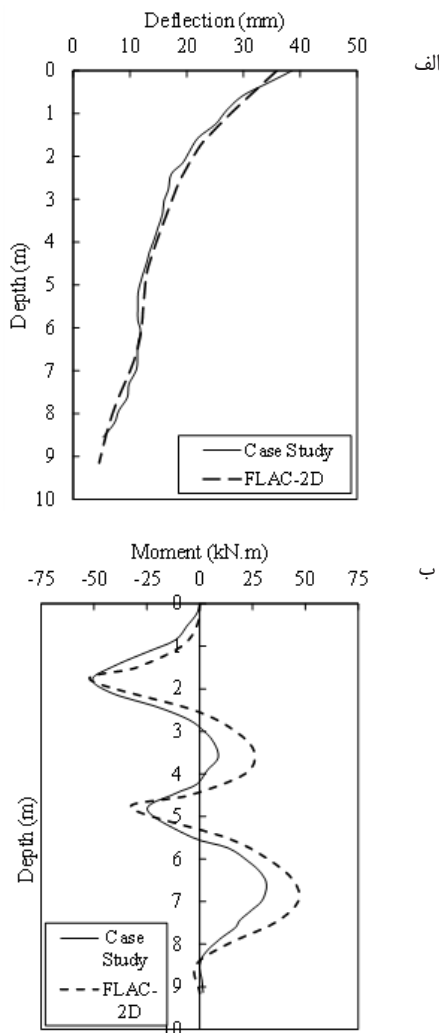 Deflection (mm)
0 10 20 30 40 50
الف
0
1
2
3
4
5
6
7
8
9
10
Depth (m)
Case Study
FLAC-2D
Moment (kN.m)
-75 -50 -25 0 25 50 75
ب
0
1
2
3
4
5
6
7
8
9
10
Depth (m)
Case
Study
FLAC-
2D